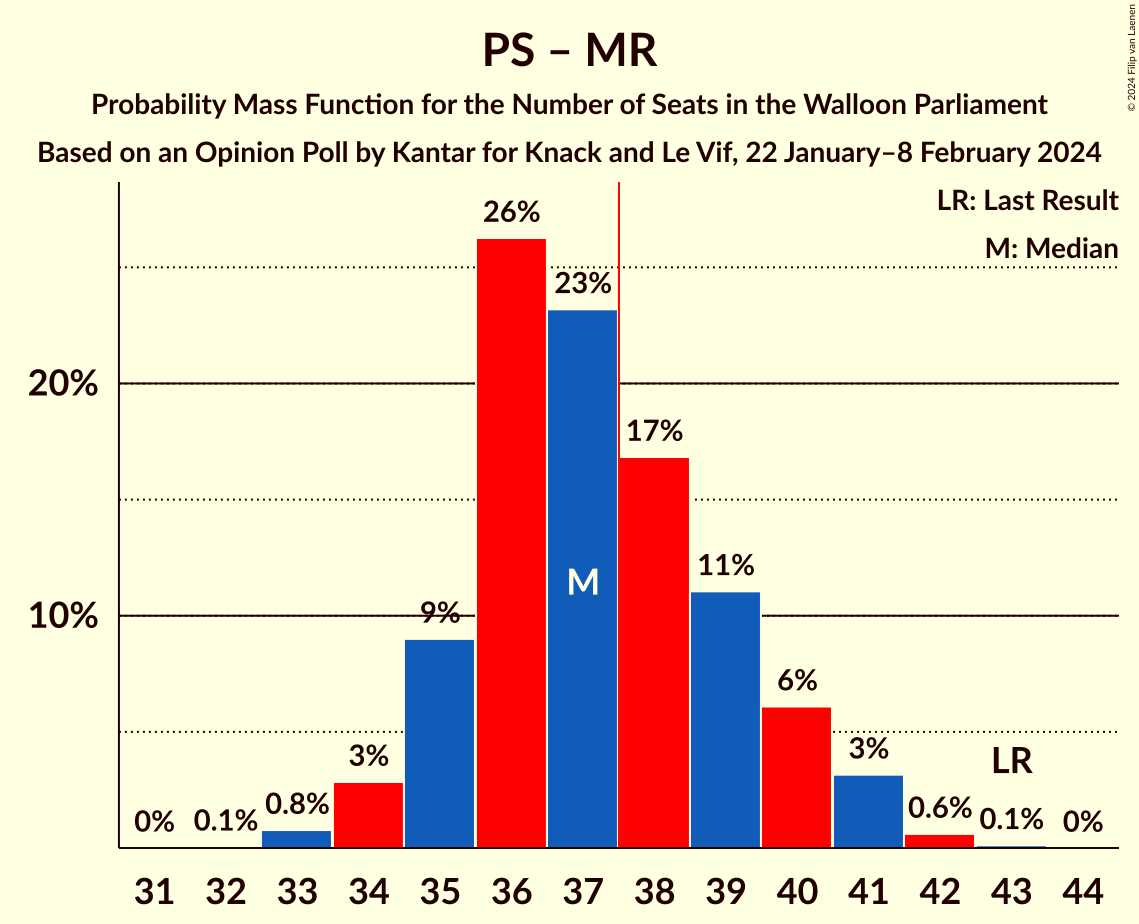 PS – MR
Probability Mass Function for the Number of Seats in the Walloon Parliament
Based on an Opinion Poll by Kantar for Knack and Le Vif, 22 January–8 February 2024
© 2024 Filip van Laenen
LR: Last Result
M: Median
26%
23%
20%
17%
M
11%
10%
9%
6%
3%
3%
LR
0%
0.1%
0.8%
0.6%
0.1%
0%
31 32 33 34 35 36 37 38 39 40 41 42 43 44